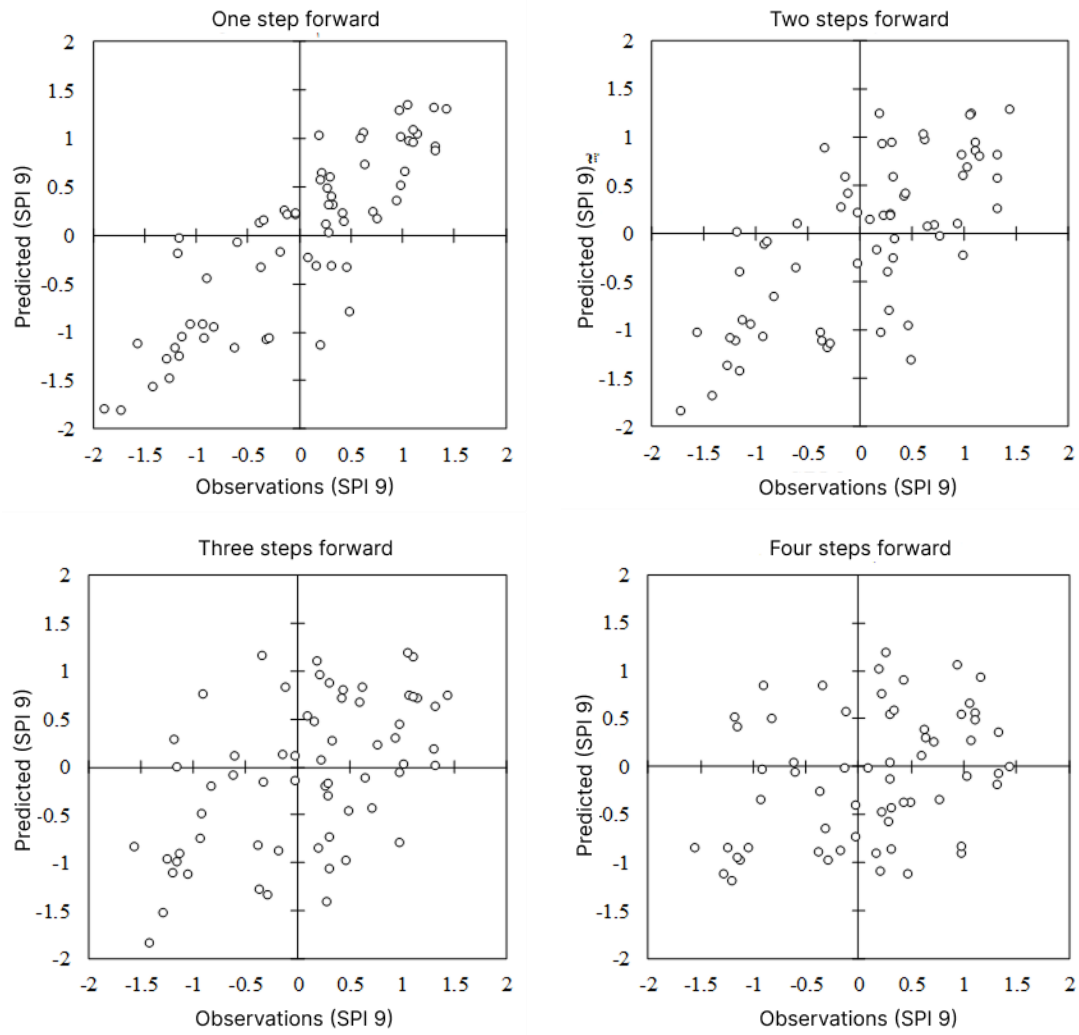 One step forward
2
1.5
1
0.5
0
-0.5
-1
-1.5
-2
-2 -1.5 -1 -0.5 0 0.5 1 1.5 2
Predicted (SPI 9)
Observations (SPI 9)
Two steps forward
2
1.5
1
0.5
0
-0.5
-1
-1.5
-2
-2 -1.5 -1 -0.5 0 0.5 1 1.5 2
Predicted (SPI 9)
Observations (SPI 9)
Three steps forward
2
1.5
1
0.5
0
-0.5
-1
-1.5
-2
-2 -1.5 -1 -0.5 0 0.5 1 1.5 2
Predicted (SPI 9)
Observations (SPI 9)
Four steps forward
2
1.5
1
0.5
0
-0.5
-1
-1.5
-2
-2 -1.5 -1 -0.5 0 0.5 1 1.5 2
Predicted (SPI 9)
Observations (SPI 9)